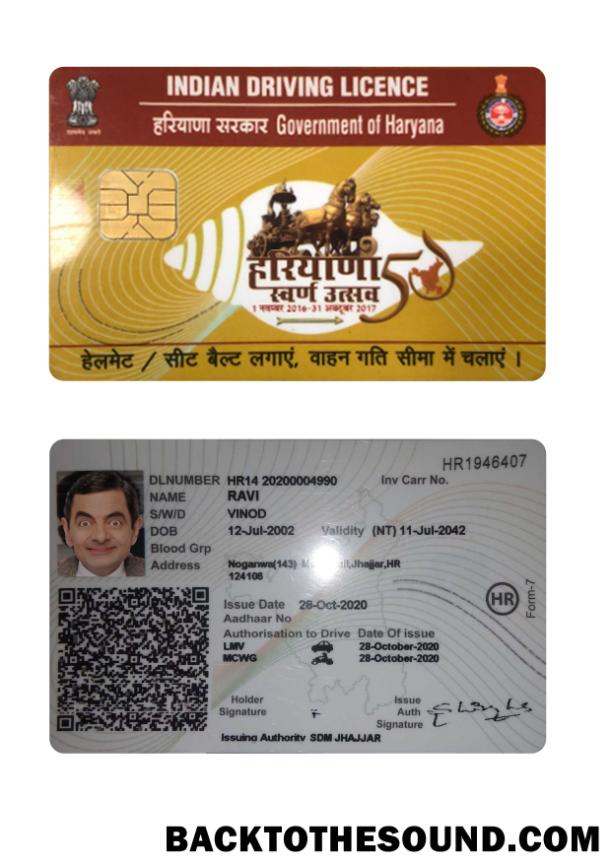 INDIAN DRIVING LICENCE
हरियाणा सरकार Government of Haryana
हरियाणा 50
स्वर्ण उत्सव
1 नवम्बर 2016-31 अक्टूबर 2017
हेलमेट / सीट बैल्ट लगाएं, वाहन गति सीमा में चलाएं ।
HR1946407
DLNUMBER HR14 20200004990 Inv Carr No.
NAME RAVI
S/W/D VINOD
DOB 12-Jul-2002 Validity (NT) 11-Jul-2042
Blood Grp
Address Noganwa(143) Jhajjar,HR
124106
Issue Date 28-Oct-2020
Aadhaar No
Authorisation to Drive Date Of issue
LMV 28-October-2020
MCWG 28-October-2020
HR
Form-7
Holder Signature
Issue Auth Signature
Issuing Authority SDM JHAJJAR
BACKTOTHESOUND.COM